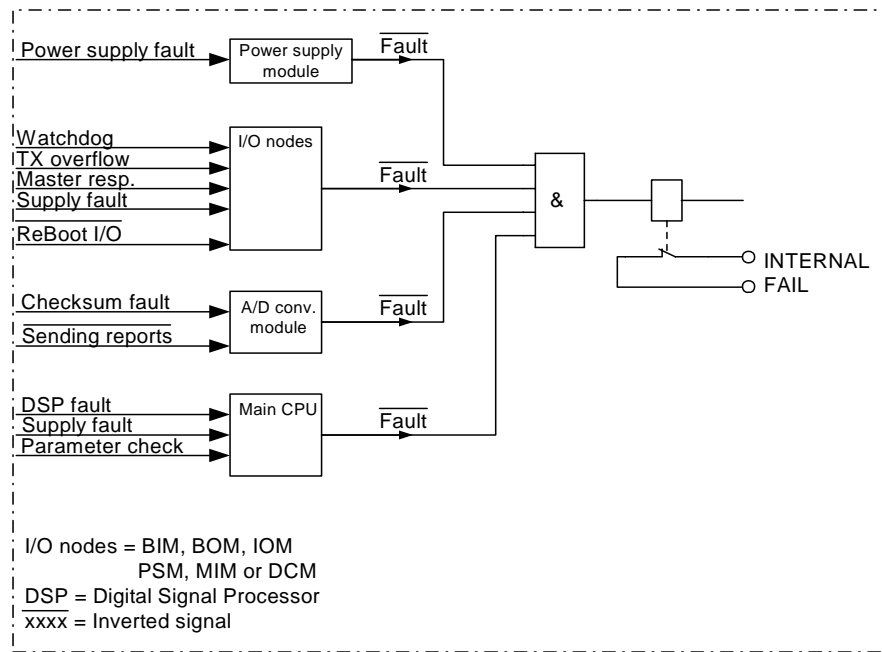 Power supply fault
Power supply
module
Fault
Watchdog
TX overflow
Master resp.
Supply fault
ReBoot I/O
I/O nodes
Fault
&
INTERNAL
FAIL
Checksum fault
Sending reports
A/D conv.
module
Fault
DSP fault
Supply fault
Parameter check
Main CPU
Fault
I/O nodes = BIM, BOM, IOM
PSM, MIM or DCM
DSP = Digital Signal Processor
xxxx = Inverted signal